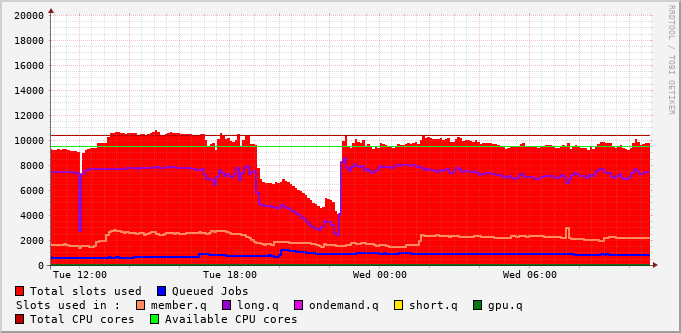 20000
18000
16000
14000
12000
10000
8000
6000
4000
2000
0
Tue 12:00 Tue 18:00 Wed 00:00 Wed 06:00
RRDTOOL / TOBI OETIKER
Total slots used Queued Jobs
Slots used in : member.q long.q ondemand.q short.q gpu.q
Total CPU cores Available CPU cores